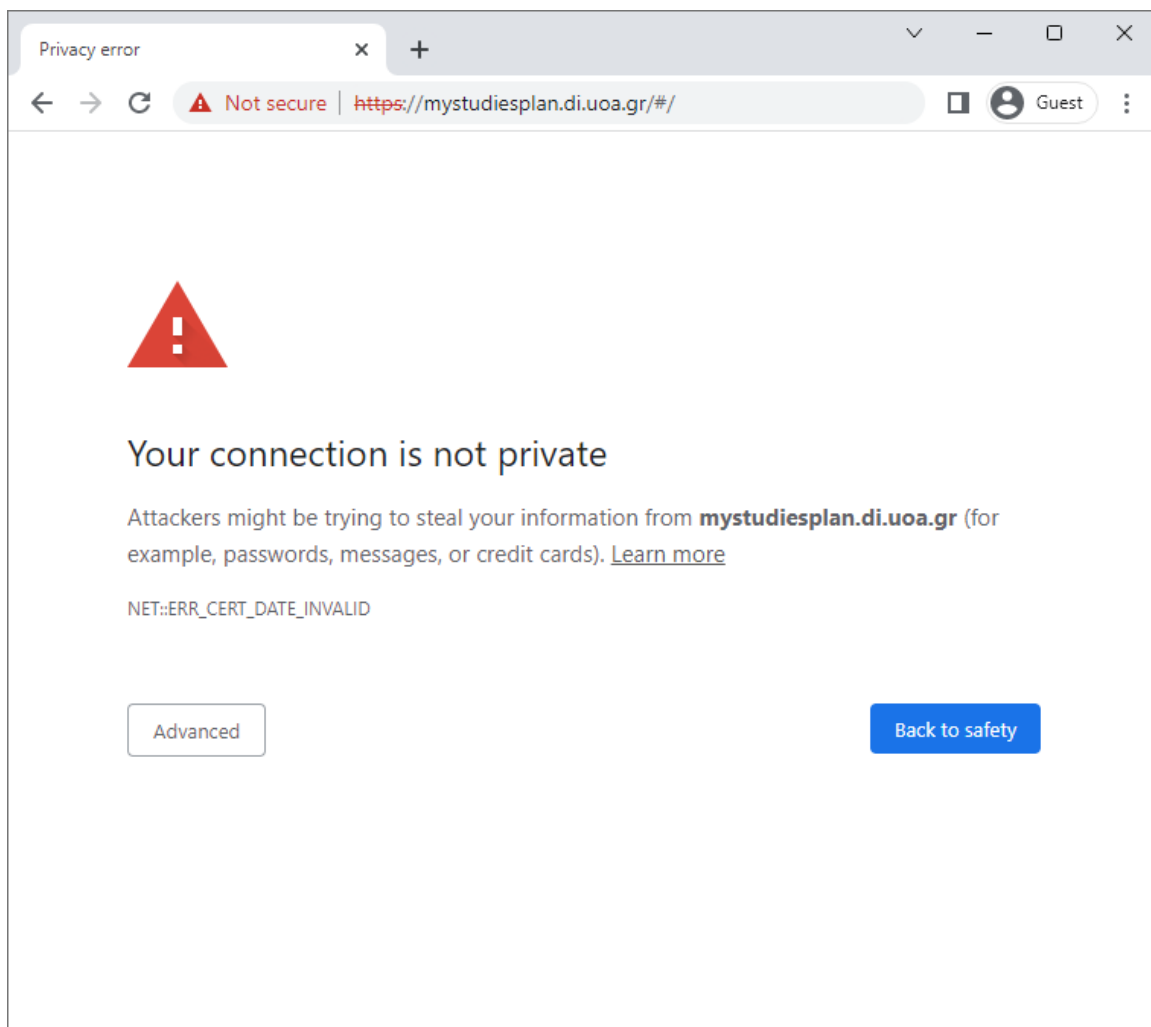 Privacy error
Not secure https://mystudiesplan.di.uoa.gr/#/ Guest
Your connection is not private
Attackers might be trying to steal your information from mystudiesplan.di.uoa.gr (for
example, passwords, messages, or credit cards). Learn more
NET::ERR_CERT_DATE_INVALID
Advanced Back to safety